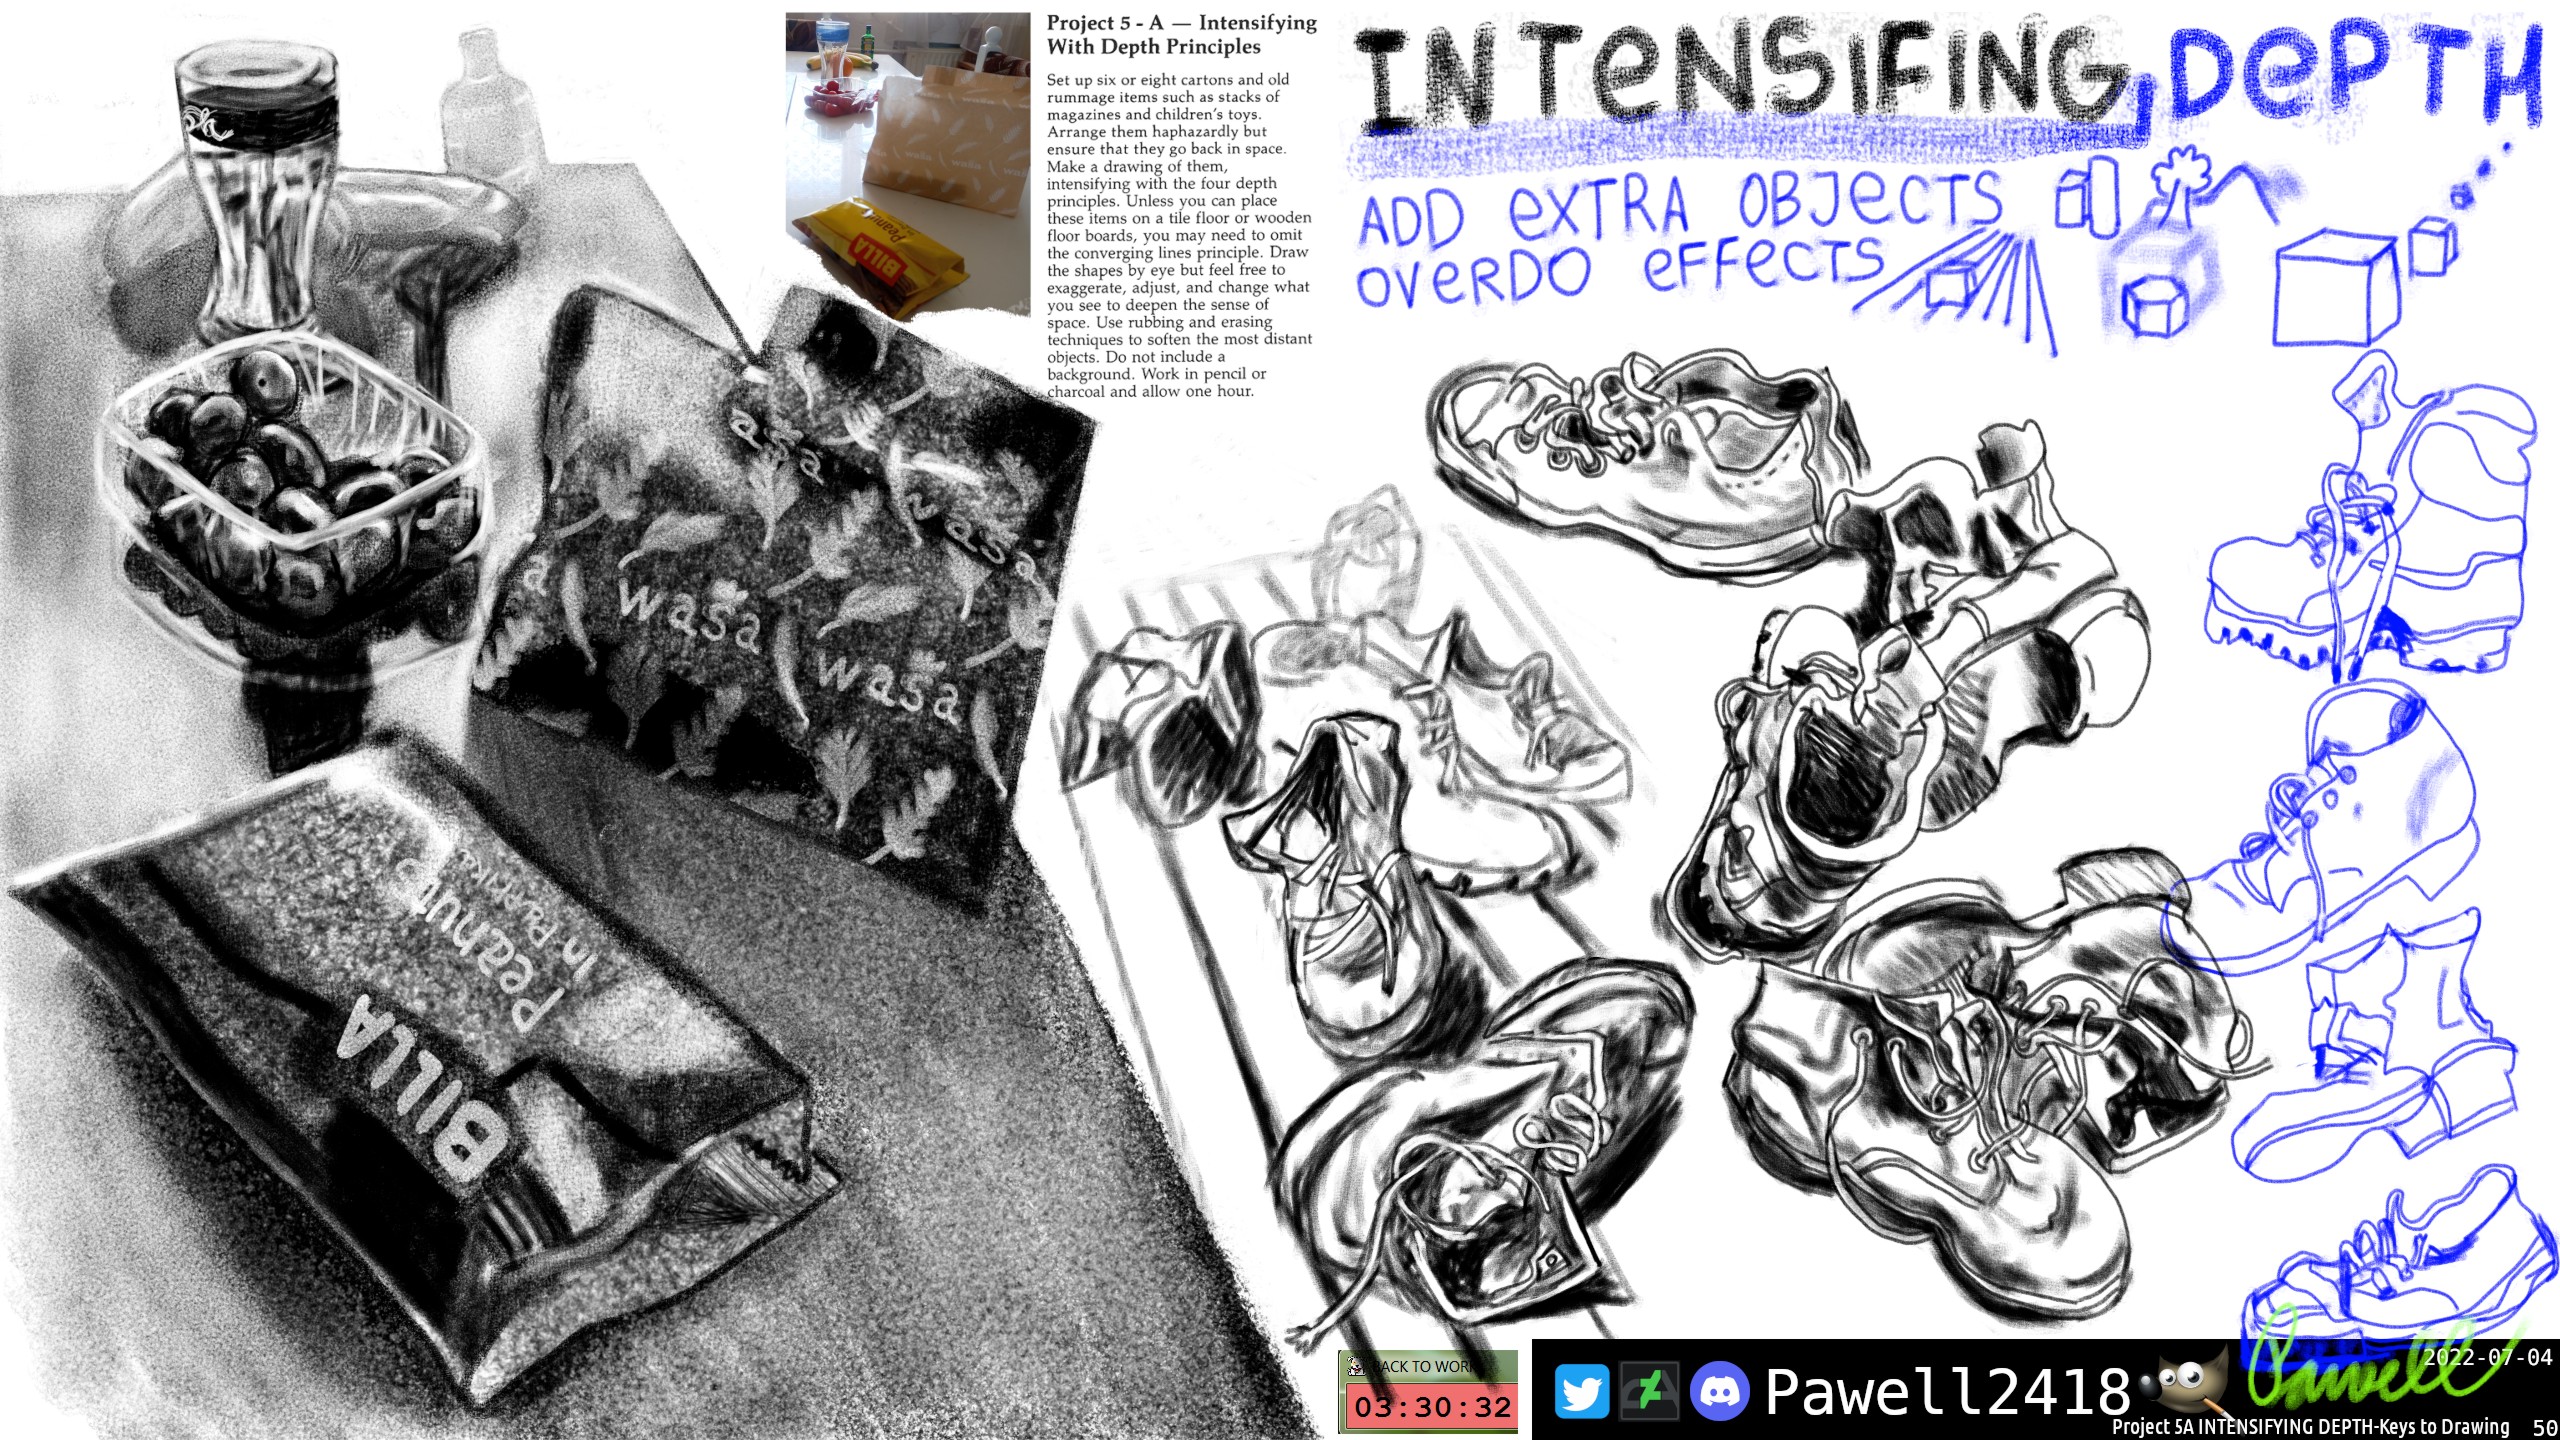 Project 5 - A — Intensifying
With Depth Principles
Set up six or eight cartons and old
rummage items such as stacks of
magazines and children's toys.
Arrange them haphazardly but
ensure that they go back in space.
Make a drawing of them,
intensifying with the four depth
principles. Unless you can place
these items on a tile floor or wooden
floor boards, you may need to omit
the converging lines principle. Draw
the shapes by eye but feel free to
exaggerate, adjust, and change what
you see to deepen the sense of
space. Use rubbing and erasing
techniques to soften the most distant
objects. Do not include a
background. Work in pencil or
charcoal and allow one hour.
INTENSIFING, DEPTH
ADD EXTRA OBJECTS
OVERDO EFFECTS
asa
wasa
a
wasa
wasa
BILLA
Peanuts
In
BILLA
Peanuts
wasa
wasa
BACK TO WORK
03:30:32
Pawell2418
Pawell
2022-07-04
Project 5A INTENSIFYING DEPTH-Keys to Drawing 50